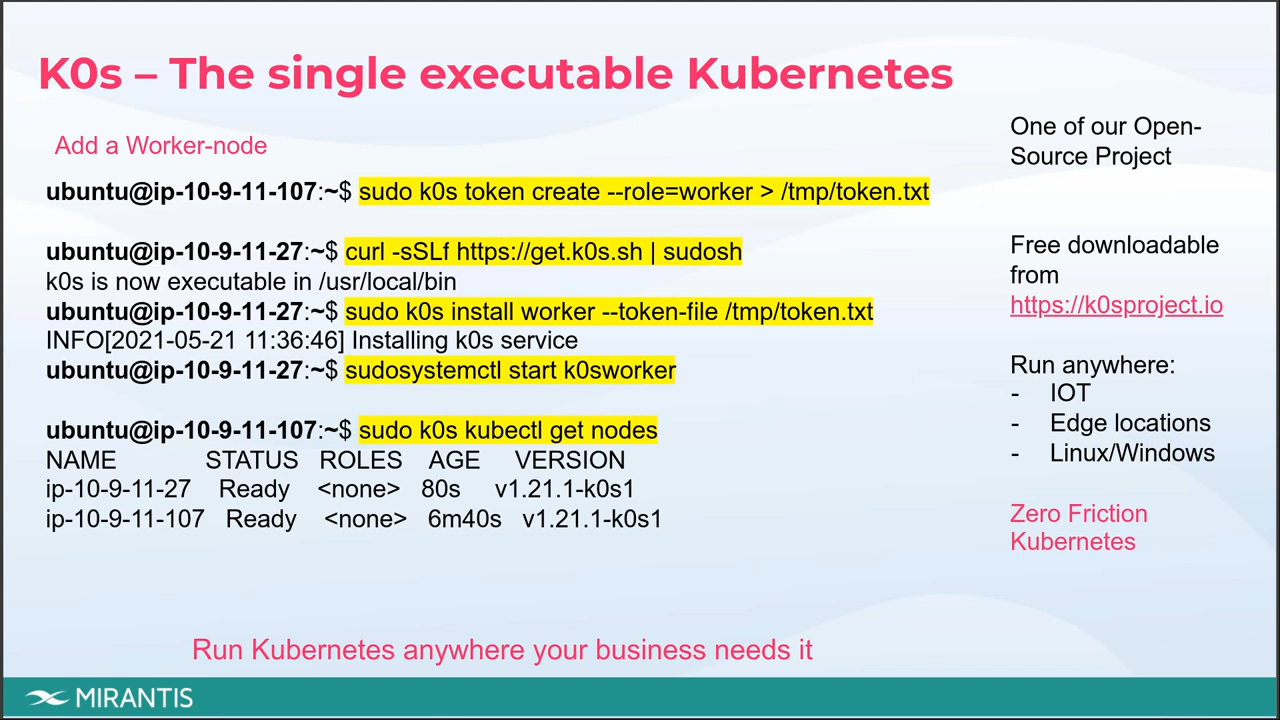 K0s – The single executable Kubernetes
Add a Worker-node
ubuntu@ip-10-9-11-107:~$ sudo k0s token create --role=worker > /tmp/token.txt
ubuntu@ip-10-9-11-27:~$ curl -sSLf https://get.k0s.sh | sudosh
k0s is now executable in /usr/local/bin
ubuntu@ip-10-9-11-27:~$ sudo k0s install worker --token-file /tmp/token.txt
INFO[2021-05-21 11:36:46] Installing k0s service
ubuntu@ip-10-9-11-27:~$ sudosystemctl start k0sworker
ubuntu@ip-10-9-11-107:~$ sudo k0s kubectl get nodes
NAME STATUS ROLES AGE VERSION
ip-10-9-11-27 Ready <none> 80s v1.21.1-k0s1
ip-10-9-11-107 Ready <none> 6m40s v1.21.1-k0s1
One of our Open-
Source Project
Free downloadable
from
https://k0sproject.io
Run anywhere:
- IOT
- Edge locations
- Linux/Windows
Zero Friction
Kubernetes
Run Kubernetes anywhere your business needs it
MIRANTIS